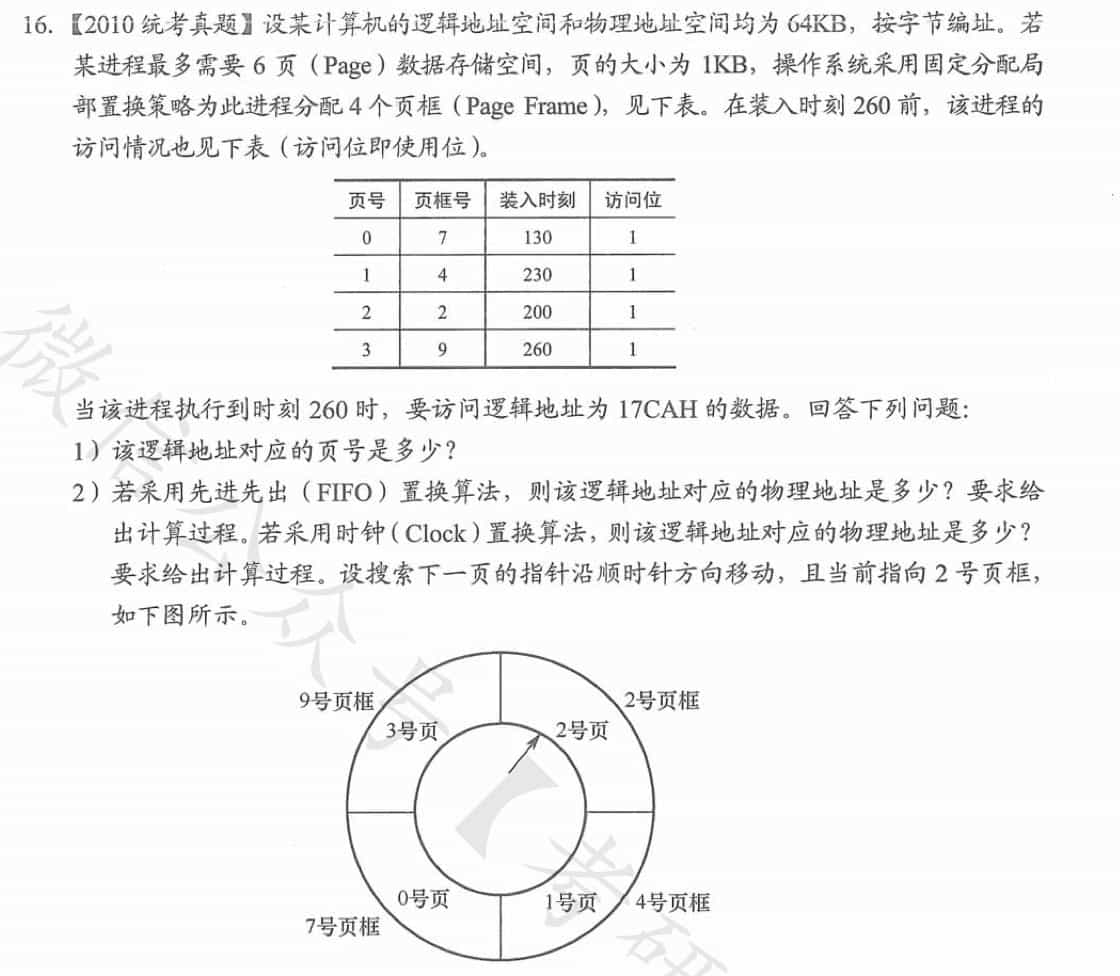 16.【2010 统考真题】设某计算机的逻辑地址空间和物理地址空间均为 64KB，按字节编址。若
某进程最多需要 6 页（Page）数据存储空间，页的大小为 1KB，操作系统采用固定分配局
部置换策略为此进程分配 4 个页框（Page Frame），见下表。在装入时刻 260 前，该进程的
访问情况也见下表（访问位即使用位）。
页号 页框号 装入时刻 访问位
0 7 130 1
1 4 230 1
2 2 200 1
3 9 260 1
当该进程执行到时刻 260 时，要访问逻辑地址为 17CAH 的数据。回答下列问题：
1）该逻辑地址对应的页号是多少？
2）若采用先进先出（FIFO）置换算法，则该逻辑地址对应的物理地址是多少？要求给
出计算过程。若采用时钟（Clock）置换算法，则该逻辑地址对应的物理地址是多少？
要求给出计算过程。设搜索下一页的指针沿顺时针方向移动，且当前指向 2 号页框，
如下图所示。
9号页框 2号页框
3号页 2号页
0号页 1号页 4号页框
7号页框
微信公众号【考研